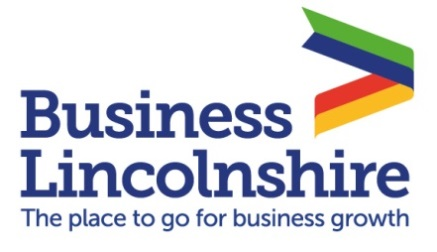 Business
Lincolnshire
The place to go for business growth